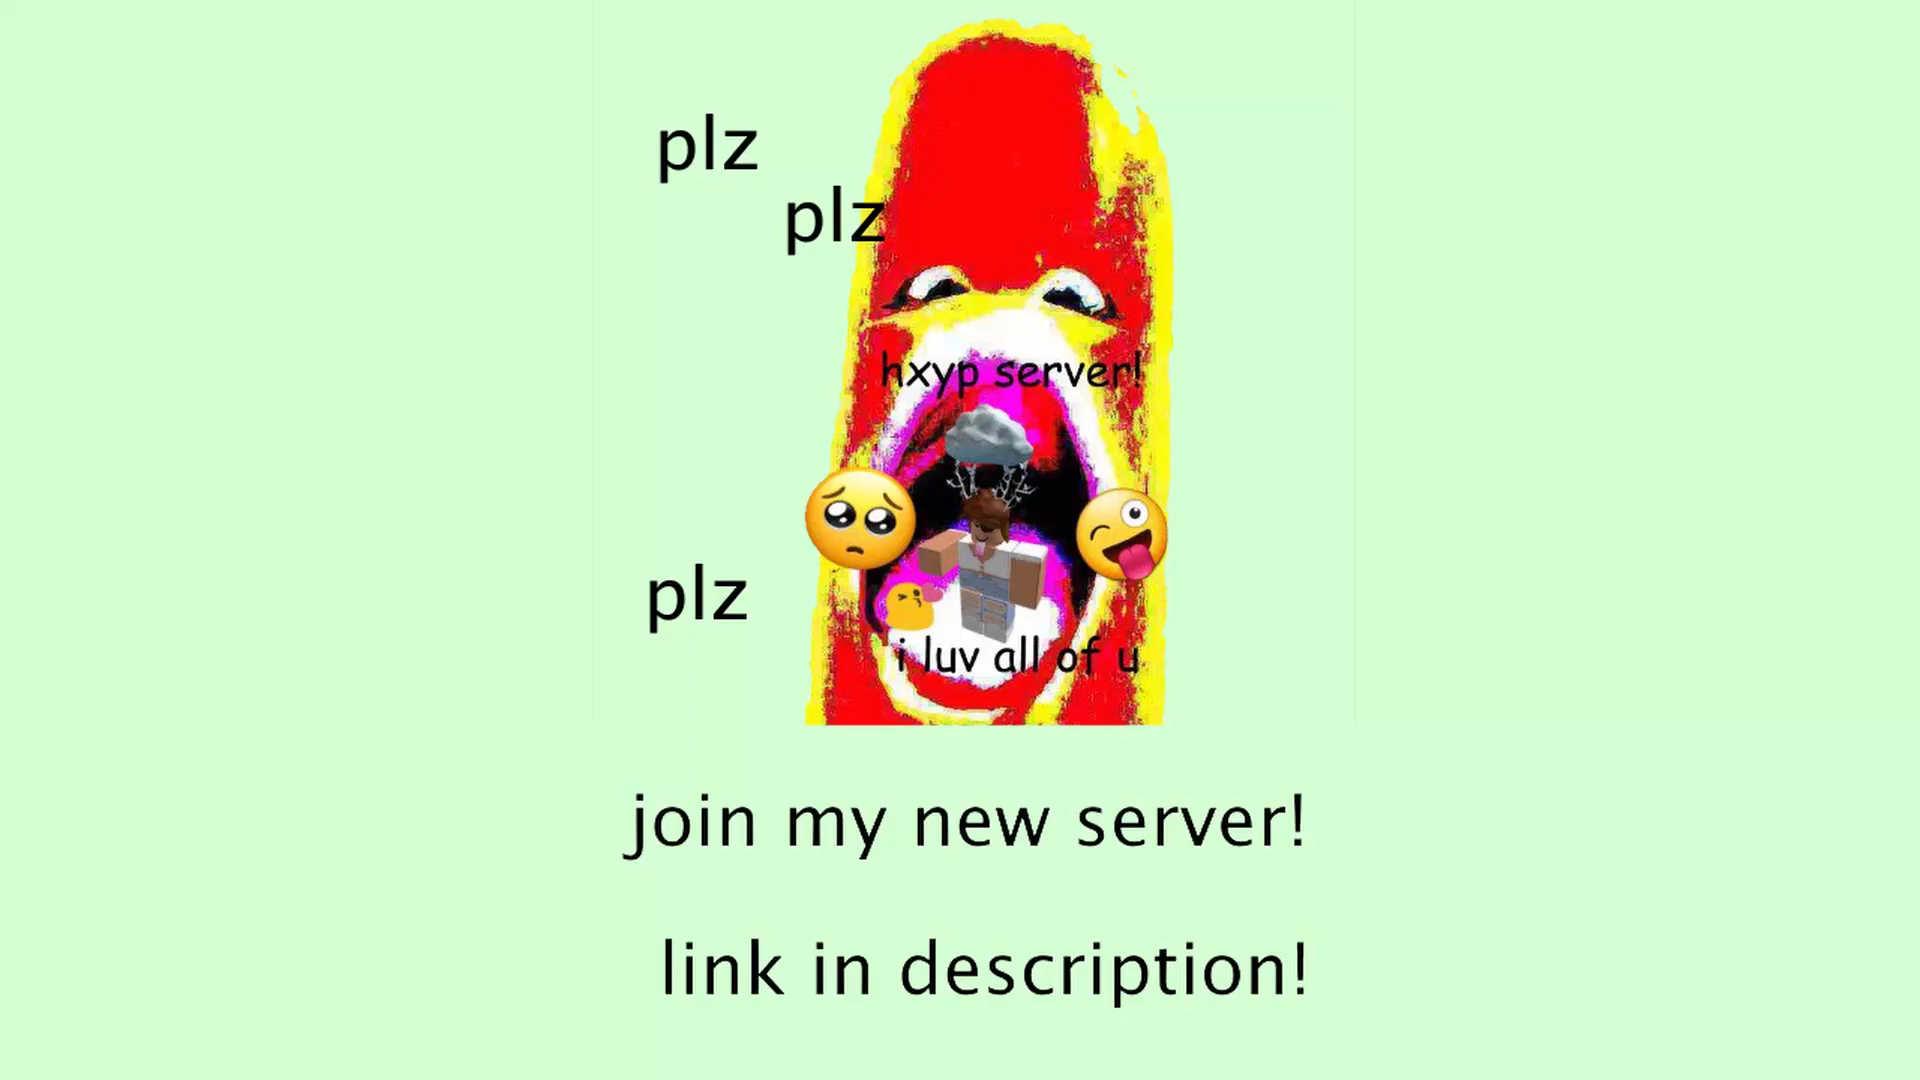 plz
plz
hxyp server!
plz
i luv all of u
join my new server!
link in description!